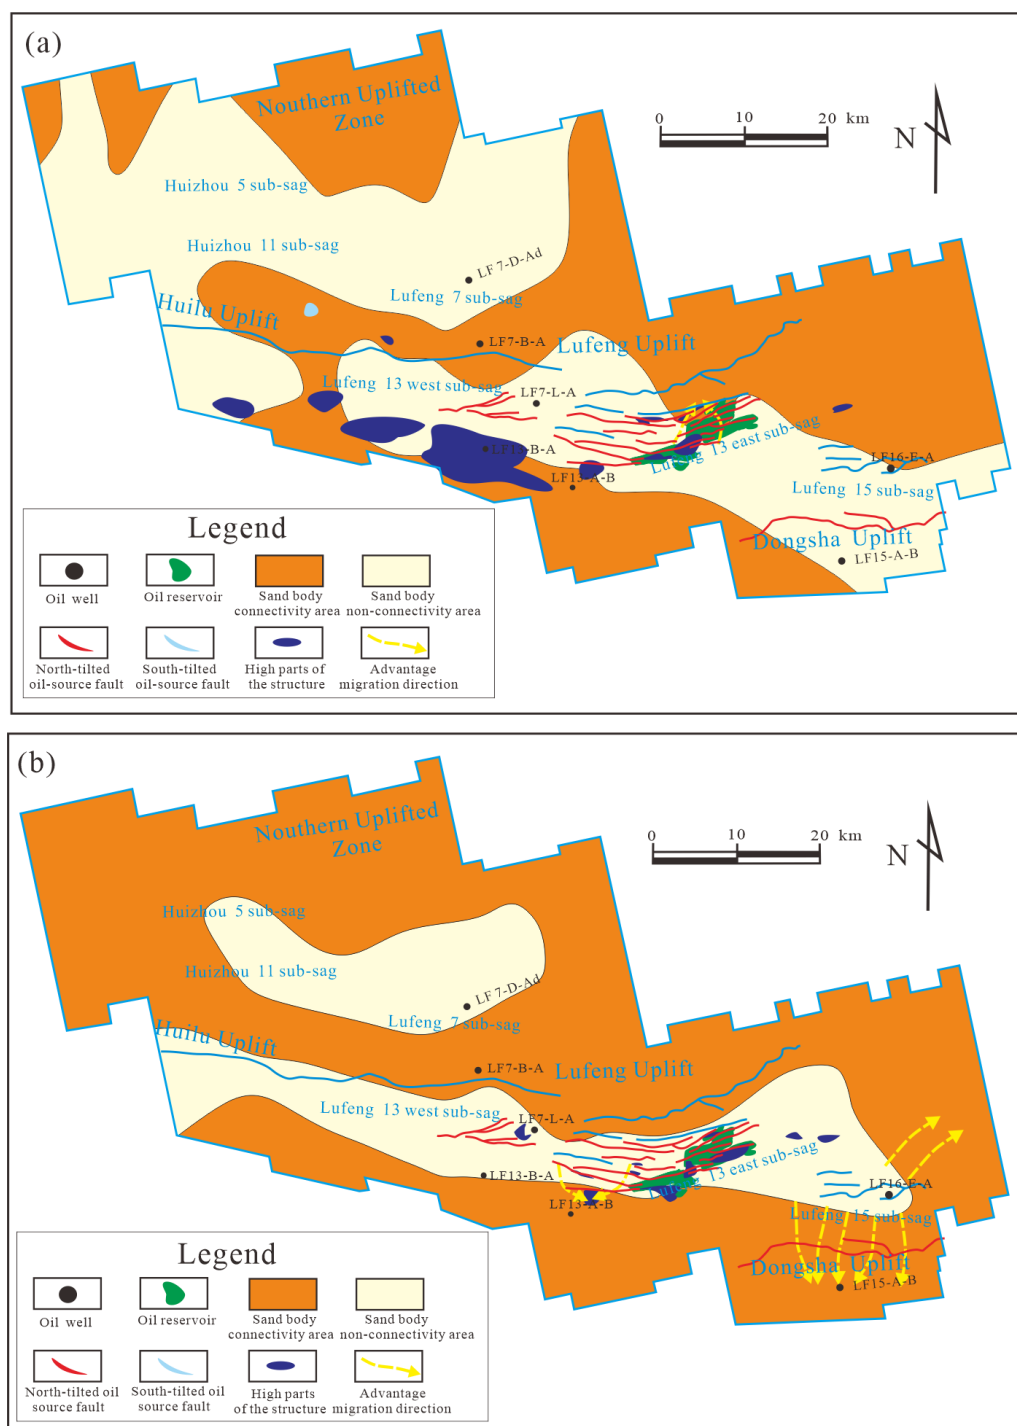 (a)
Nouthern Uplifted
Zone
0 10 20 km
N
Huizhou 5 sub-sag
Huizhou 11 sub-sag
LF 7-D-Ad
Lufeng 7 sub-sag
Huilu Uplift
LF7-B-A
Lufeng Uplift
Lufeng 13 west sub-sag
LF7-L-A
LF13-B-A
Lufeng 13 east sub-sag
LF16-E-A
LF13-A-B
Lufeng 15 sub-sag
Dongsha Uplift
LF15-A-B
Legend
Oil well
Oil reservoir
Sand body
connectivity area
Sand body
non-connectivity area
North-tilted
oil-source fault
South-tilted
oil-source fault
High parts of
the structure
Advantage
migration direction
(b)
Nouthern Uplifted
Zone
0 10 20 km
N
Huizhou 5 sub-sag
Huizhou 11 sub-sag
LF 7-D-Ad
Lufeng 7 sub-sag
Huilu Uplift
LF7-B-A
Lufeng Uplift
Lufeng 13 west sub-sag
LF7-L-A
LF13-B-A
Lufeng 13 east sub-sag
LF16-E-A
LF13-A-B
Lufeng 15 sub-sag
Dongsha Uplift
LF15-A-B
Legend
Oil well
Oil reservoir
Sand body
connectivity area
Sand body
non-connectivity area
North-tilted oil
source fault
South-tilted oil
source fault
High parts
of the structure
Advantage
migration direction